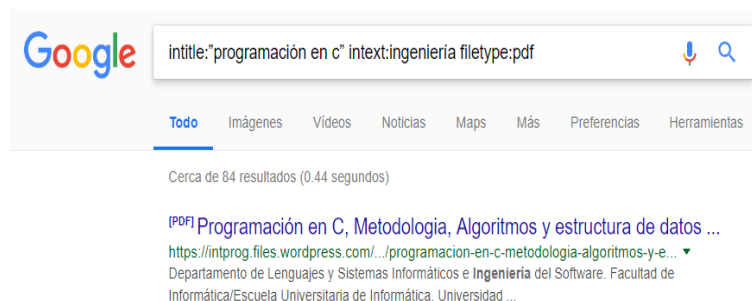 Google
intitle:"programación en c" intext:ingeniería filetype:pdf
Todo Imágenes Vídeos Noticias Maps Más Preferencias Herramientas
Cerca de 84 resultados (0.44 segundos)
[PDF] Programación en C, Metodologia, Algoritmos y estructura de datos ...
https://intprog.files.wordpress.com/.../programacion-en-c-metodologia-algoritmos-y-e... ▼
Departamento de Lenguajes y Sistemas Informáticos e Ingeniería del Software. Facultad de
Informática/Escuela Universitaria de Informática. Universidad ...